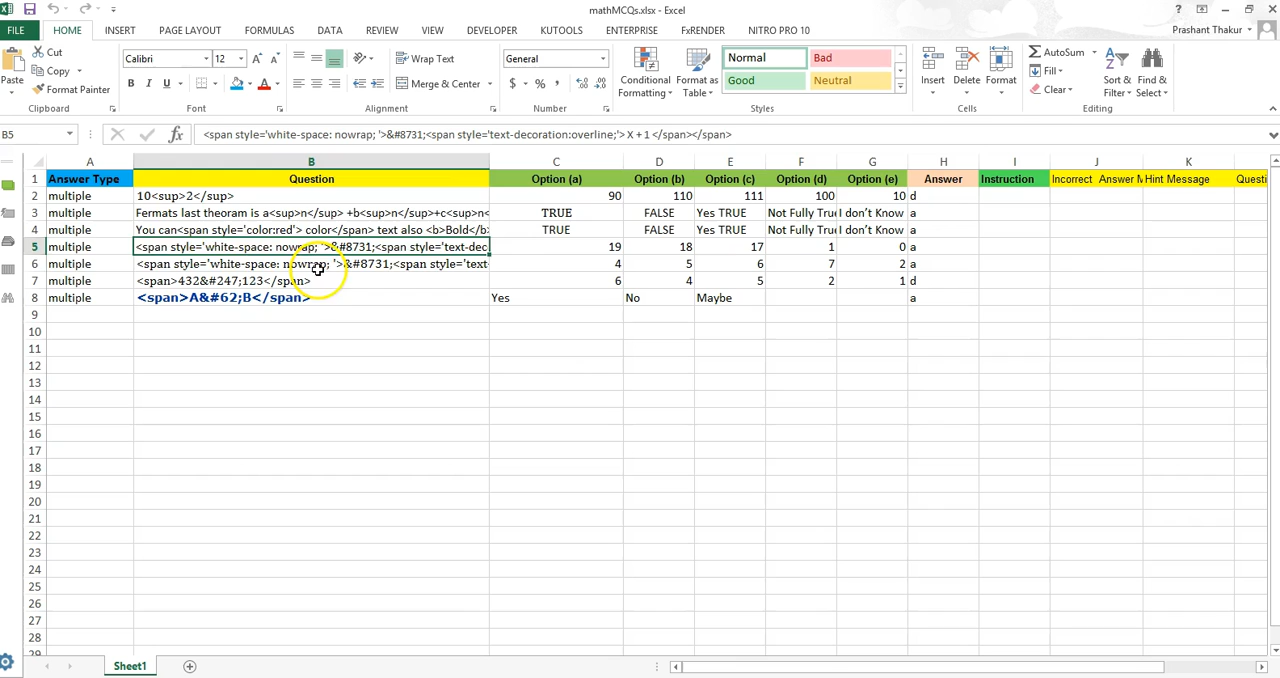 mathMCQs.xlsx - Excel
FILE HOME INSERT PAGE LAYOUT FORMULAS DATA REVIEW VIEW DEVELOPER KUTOOLS ENTERPRISE FxRENDER NITRO PRO 10 Prashant Thakur
Paste
Cut
Copy
Format Painter
Clipboard
Calibri 12
B I U
Font
Wrap Text
Merge & Center
Alignment
General
$ % ,
Number
Conditional Formatting
Format as Table
Normal Bad
Good Neutral
Styles
Insert Delete Format
Cells
AutoSum
Fill
Clear
Sort & Filter
Find & Select
Editing
B5 fx <span style='white-space: nowrap; '>&#8731;<span style='text-decoration:overline;'> X + 1 </span></span>
A B C D E F G H I J K
1 Answer Type Question Option (a) Option (b) Option (c) Option (d) Option (e) Answer Instruction Incorrect Answer M Hint Message Questi
2 multiple 10<sup>2</sup> 90 110 111 100 10 d
3 multiple Fermats last theoram is a<sup>n</sup> +b<sup>n</sup>+c<sup>n< TRUE FALSE Yes TRUE Not Fully True I don't Know a
4 multiple You can<span style='color:red'> color</span> text also <b>Bold</b> TRUE FALSE Yes TRUE Not Fully True I don't Know a
5 multiple <span style='white-space: nowrap; '>&#8731;<span style='text-dec 19 18 17 1 0 a
6 multiple <span style='white-space: nowrap; '>&#8731;<span style='text- 4 5 6 7 2 a
7 multiple <span>432&#247;123</span> 6 4 5 2 1 d
8 multiple <span>A&#62;B</span> Yes No Maybe a
9
10
11
12
13
14
15
16
17
18
19
20
21
22
23
24
25
26
27
28
29
Sheet1